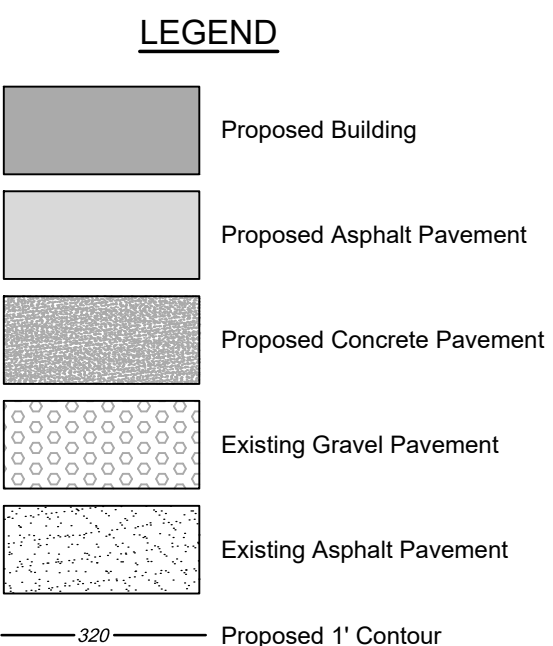 LEGEND
Proposed Building
Proposed Asphalt Pavement
Proposed Concrete Pavement
Existing Gravel Pavement
Existing Asphalt Pavement
320 Proposed 1' Contour